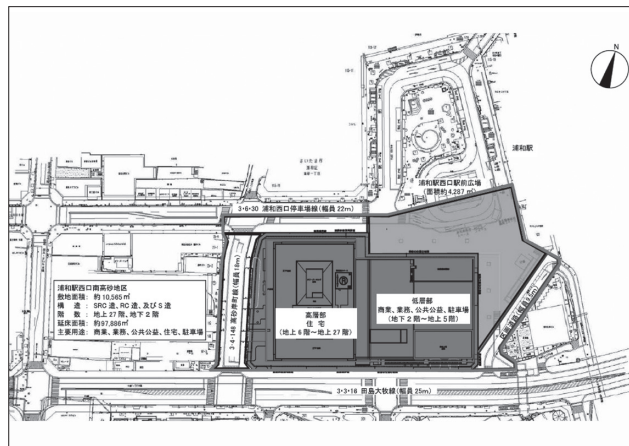 N
浦和駅
浦和駅西口駅前広場
(面積約4,287㎡)
3・6・30 浦和西口停車場線(幅員22m)
浦和駅西口南高砂地区
敷地面積: 約10,565㎡
構　造 : SRC造、RC造、及びS造
階　数 : 地上27階、地下2階
延床面積: 約97,886㎡
主要用途: 商業、業務、公共公益、住宅、駐車場
高層部
住 宅
(地上6階~地上27階)
低層部
商業、業務、公共公益、駐車場
(地下2階~地上5階)
3・3・16 田島大牧線(幅員25m)